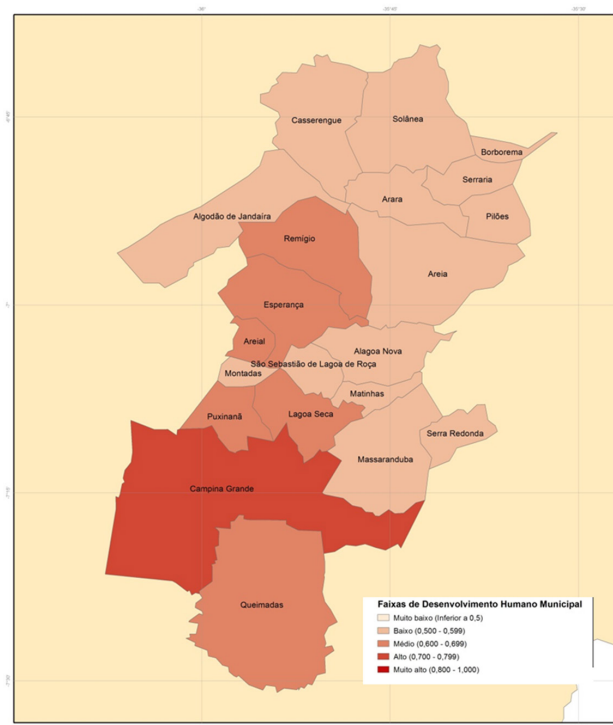 Casserengue
Solânea
Borborema
Serraria
Arara
Pilões
Algodão de Jandaíra
Remígio
Areia
Esperança
Areial
Alagoa Nova
São Sebastião de Lagoa de Roça
Montadas
Matinhas
Puxinanã
Lagoa Seca
Serra Redonda
Massaranduba
Campina Grande
Queimadas
Faixas de Desenvolvimento Humano Municipal
Muito baixo (Inferior a 0,5)
Baixo (0,500 - 0,599)
Médio (0,600 - 0,699)
Alto (0,700 - 0,799)
Muito alto (0,800 - 1,000)